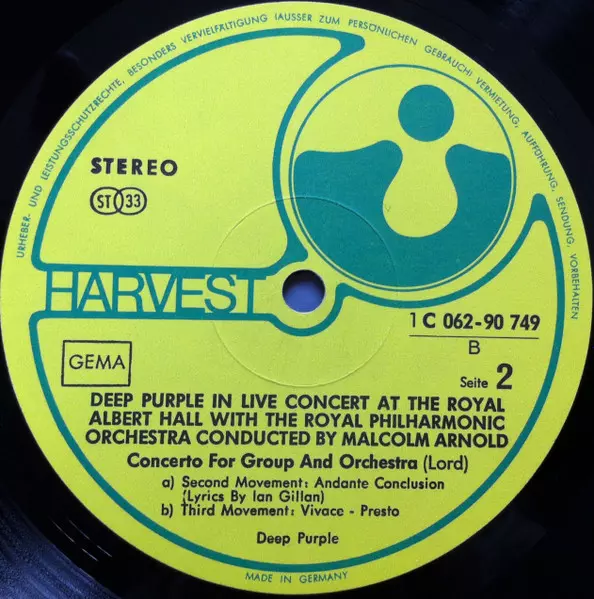 URHEBER- UND LEISTUNGSSCHUTZRECHTE, BESONDERS VERVIELFÄLTIGUNG (AUSSER ZUM PERSÖNLICHEN GEBRAUCH) VERMIETUNG, AUFFÜHRUNG, SENDUNG, VORBEHALTEN
STEREO
ST 33
HARVEST
1 C 062-90 749
B
GEMA
Seite 2
DEEP PURPLE IN LIVE CONCERT AT THE ROYAL
ALBERT HALL WITH THE ROYAL PHILHARMONIC
ORCHESTRA CONDUCTED BY MALCOLM ARNOLD
Concerto For Group And Orchestra (Lord)
a) Second Movement: Andante Conclusion
(Lyrics By Ian Gillan)
b) Third Movement: Vivace - Presto
Deep Purple
MADE IN GERMANY